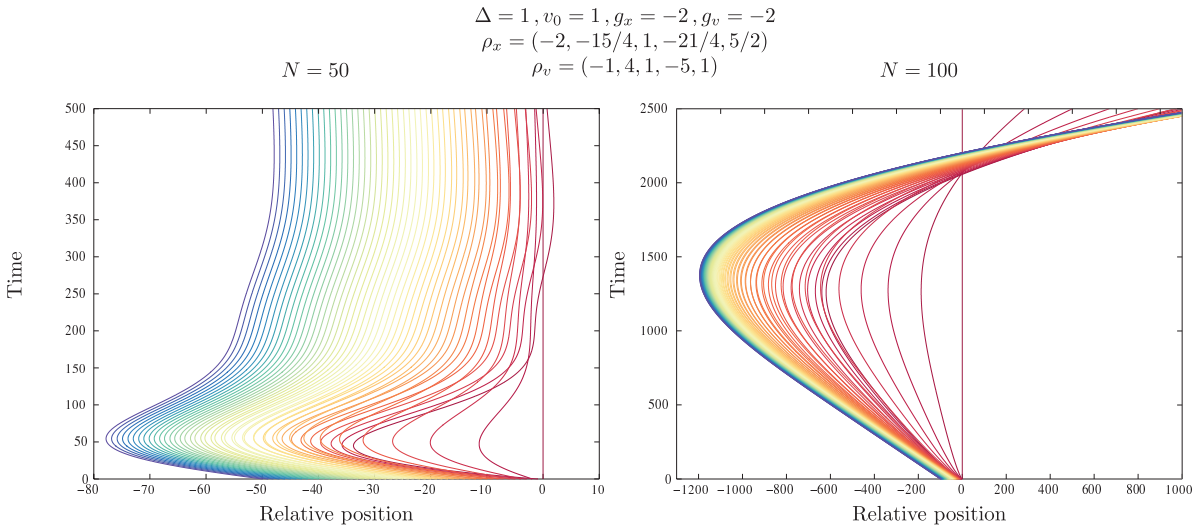 Δ = 1 , v₀ = 1 , gₓ = −2 , gᵥ = −2
ρₓ = (−2, −15/4, 1, −21/4, 5/2)
ρᵥ = (−1, 4, 1, −5, 1)
N = 50
N = 100
500
450
400
350
300
250
200
150
100
50
0
Time
−80 −70 −60 −50 −40 −30 −20 −10 0 10
Relative position
2500
2000
1500
1000
500
0
Time
−1200 −1000 −800 −600 −400 −200 0 200 400 600 800 1000
Relative position